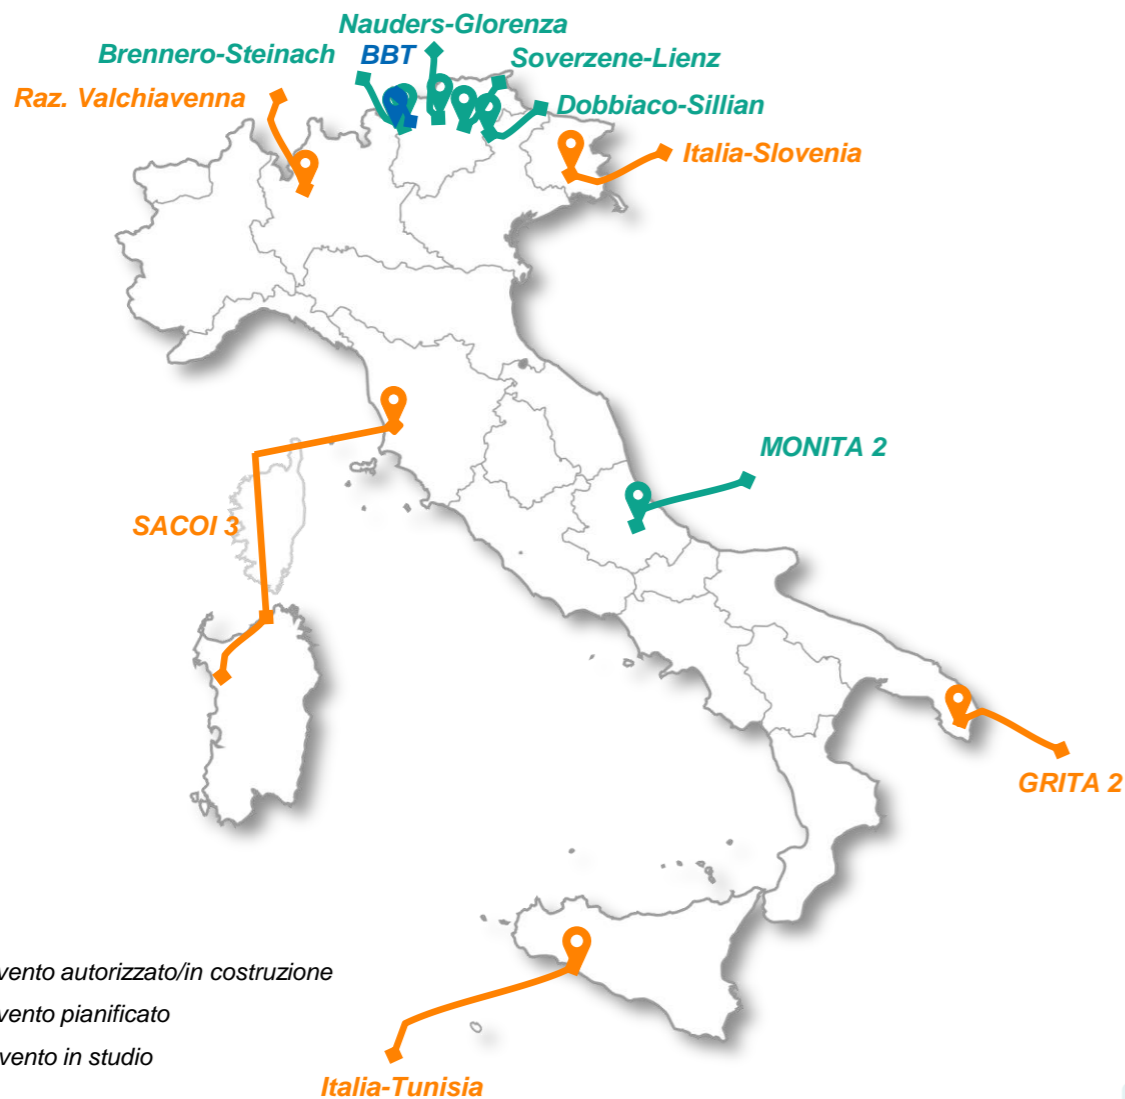 Nauders-Glorenza
Brennero-Steinach
BBT
Soverzene-Lienz
Raz. Valchiavenna
Dobbiaco-Sillian
Italia-Slovenia
MONITA 2
SACOI 3
GRITA 2
vento autorizzato/in costruzione
vento pianificato
vento in studio
Italia-Tunisia